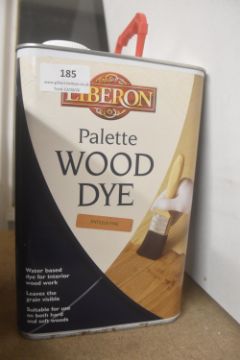 185
LIBERON
Palette
WOOD
DYE
Water based
dye for interior
wood work
Leaves the
grain visible
Suitable for use
on both hard
and soft woods